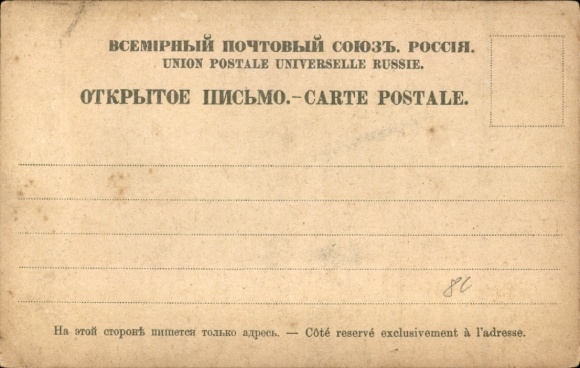 ВСЕМІРНЫЙ ПОЧТОВЫЙ СОЮЗЪ. РОССІЯ.
UNION POSTALE UNIVERSELLE RUSSIE.
ОТКРЫТОЕ ПИСЬМО.–CARTE POSTALE.
На этой сторонѣ пишется только адресъ. — Côté reservé exclusivement à l'adresse.